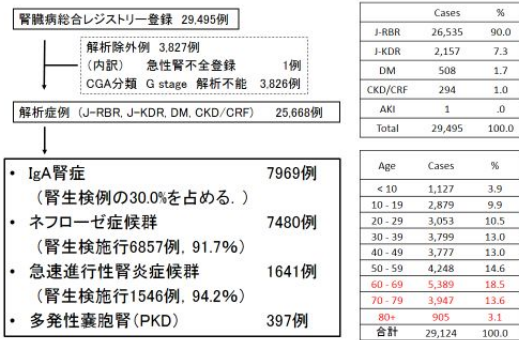 腎臓病総合レジストリー登録 29,495例
解析除外例 3,827例
(内訳) 急性腎不全登録 1例
CGA分類 G stage 解析不能 3,826例
解析症例 (J-RBR, J-KDR, DM, CKD/CRF) 25,668例
• IgA腎症 7969例
(腎生検例の30.0%を占める. )
• ネフローゼ症候群 7480例
(腎生検施行6857例, 91.7%)
• 急速進行性腎炎症候群 1641例
(腎生検施行1546例, 94.2%)
• 多発性嚢胞腎(PKD) 397例
Cases %
J-RBR 26,535 90.0
J-KDR 2,157 7.3
DM 508 1.7
CKD/CRF 294 1.0
AKI 1 .0
Total 29,495 100.0
Age Cases %
< 10 1,127 3.9
10 - 19 2,879 9.9
20 - 29 3,053 10.5
30 - 39 3,799 13.0
40 - 49 3,777 13.0
50 - 59 4,248 14.6
60 - 69 5,389 18.5
70 - 79 3,947 13.6
80+ 905 3.1
合計 29,124 100.0